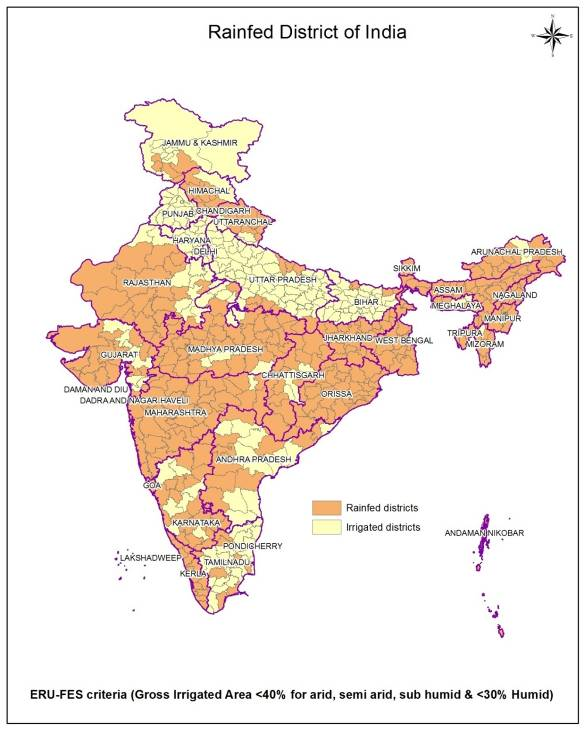 Rainfed District of India
N
W
E
S
JAMMU & KASHMIR
HIMACHAL
PUNJAB
CHANDIGARH
UTTARANCHAL
HARYANA
DELHI
ARUNACHAL PRADESH
SIKKIM
RAJASTHAN
UTTAR PRADESH
ASSAM
NAGALAND
BIHAR
MEGHALAYA
MANIPUR
TRIPURA
MIZORAM
JHARKHAND
WEST BENGAL
GUJARAT
MADHYA PRADESH
CHHATTISGARH
DAMAN AND DIU
ORISSA
DADRA AND NAGAR HAVELI
MAHARASHTRA
ANDHRA PRADESH
GOA
Rainfed districts
Irrigated districts
KARNATAKA
ANDAMAN NIKOBAR
PONDICHERRY
LAKSHADWEEP
TAMILNADU
KERLA
ERU-FES criteria (Gross Irrigated Area <40% for arid, semi arid, sub humid & <30% Humid)